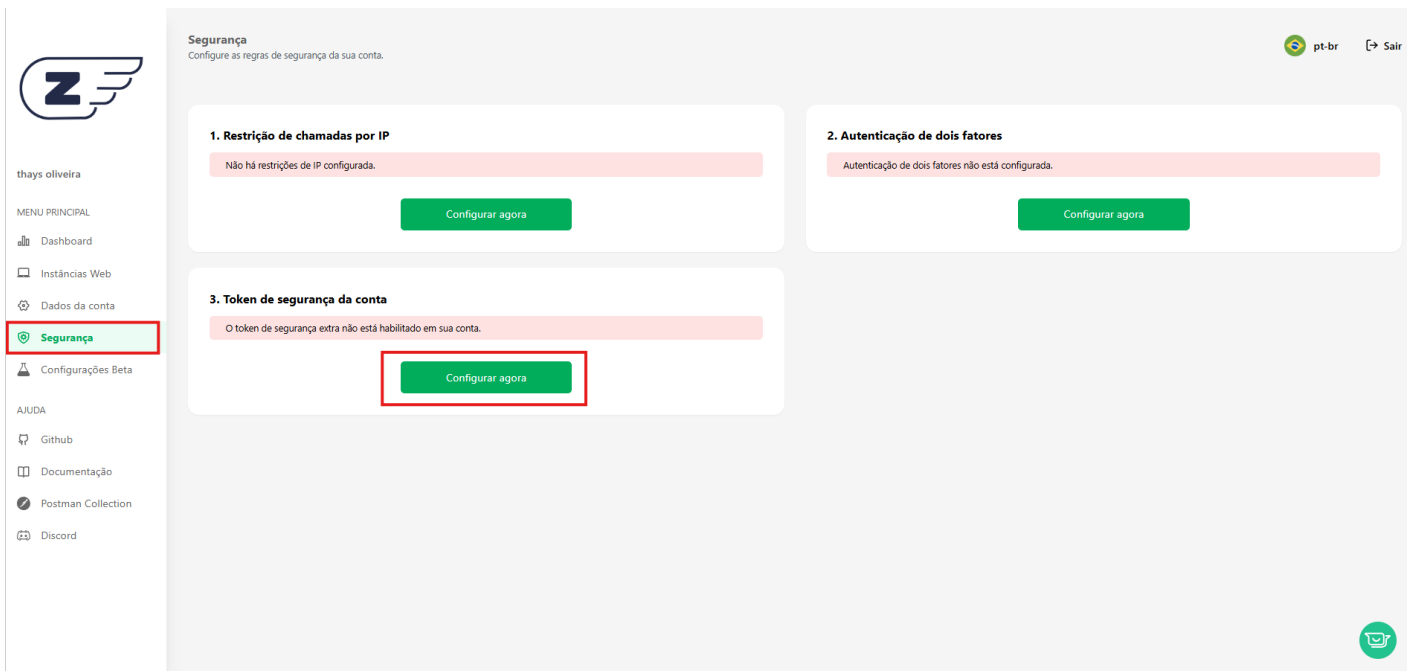 Z
thays oliveira
MENU PRINCIPAL
Dashboard
Instâncias Web
Dados da conta
Segurança
Configurações Beta
AJUDA
Github
Documentação
Postman Collection
Discord
Segurança
Configure as regras de segurança da sua conta.
pt-br
Sair
1. Restrição de chamadas por IP
Não há restrições de IP configurada.
Configurar agora
2. Autenticação de dois fatores
Autenticação de dois fatores não está configurada.
Configurar agora
3. Token de segurança da conta
O token de segurança extra não está habilitado em sua conta.
Configurar agora